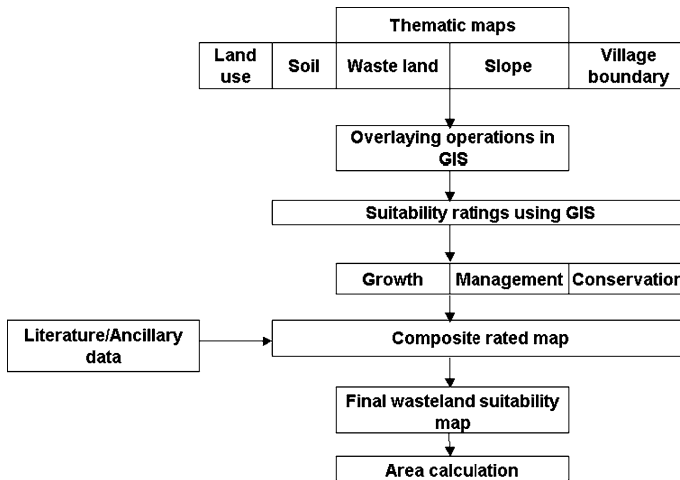 Thematic maps
Land use
Soil
Waste land
Slope
Village boundary
Overlaying operations in
GIS
Suitability ratings using GIS
Growth
Management
Conservation
Literature/Ancillary
data
Composite rated map
Final wasteland suitability
map
Area calculation